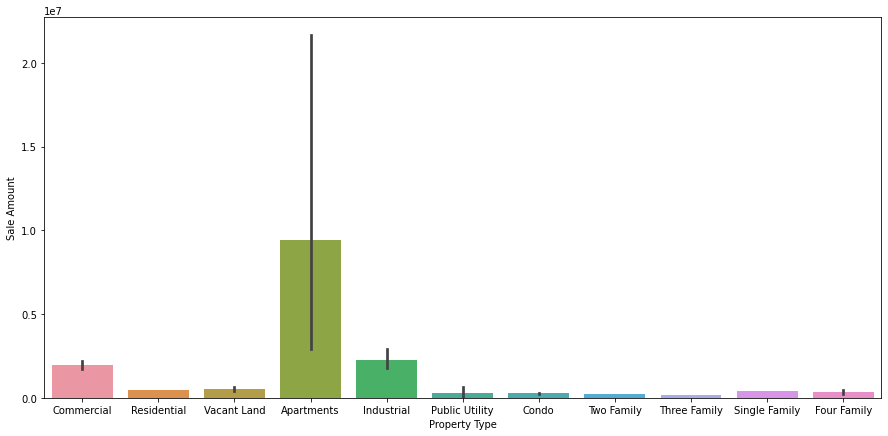 1e7
2.0
1.5
1.0
0.5
0.0
Sale Amount
Commercial Residential Vacant Land Apartments Industrial Public Utility Condo Two Family Three Family Single Family Four Family
Property Type